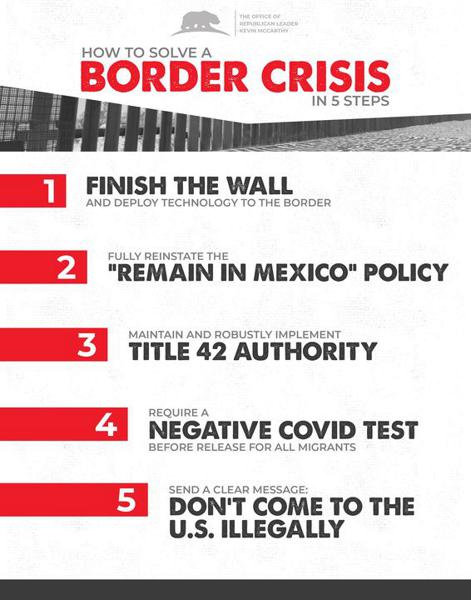 THE OFFICE OF
REPUBLICAN LEADER
KEVIN MCCARTHY
HOW TO SOLVE A
BORDER CRISIS
IN 5 STEPS
1
FINISH THE WALL
AND DEPLOY TECHNOLOGY TO THE BORDER
2
FULLY REINSTATE THE
"REMAIN IN MEXICO" POLICY
3
MAINTAIN AND ROBUSTLY IMPLEMENT
TITLE 42 AUTHORITY
4
REQUIRE A
NEGATIVE COVID TEST
BEFORE RELEASE FOR ALL MIGRANTS
5
SEND A CLEAR MESSAGE:
DON'T COME TO THE
U.S. ILLEGALLY